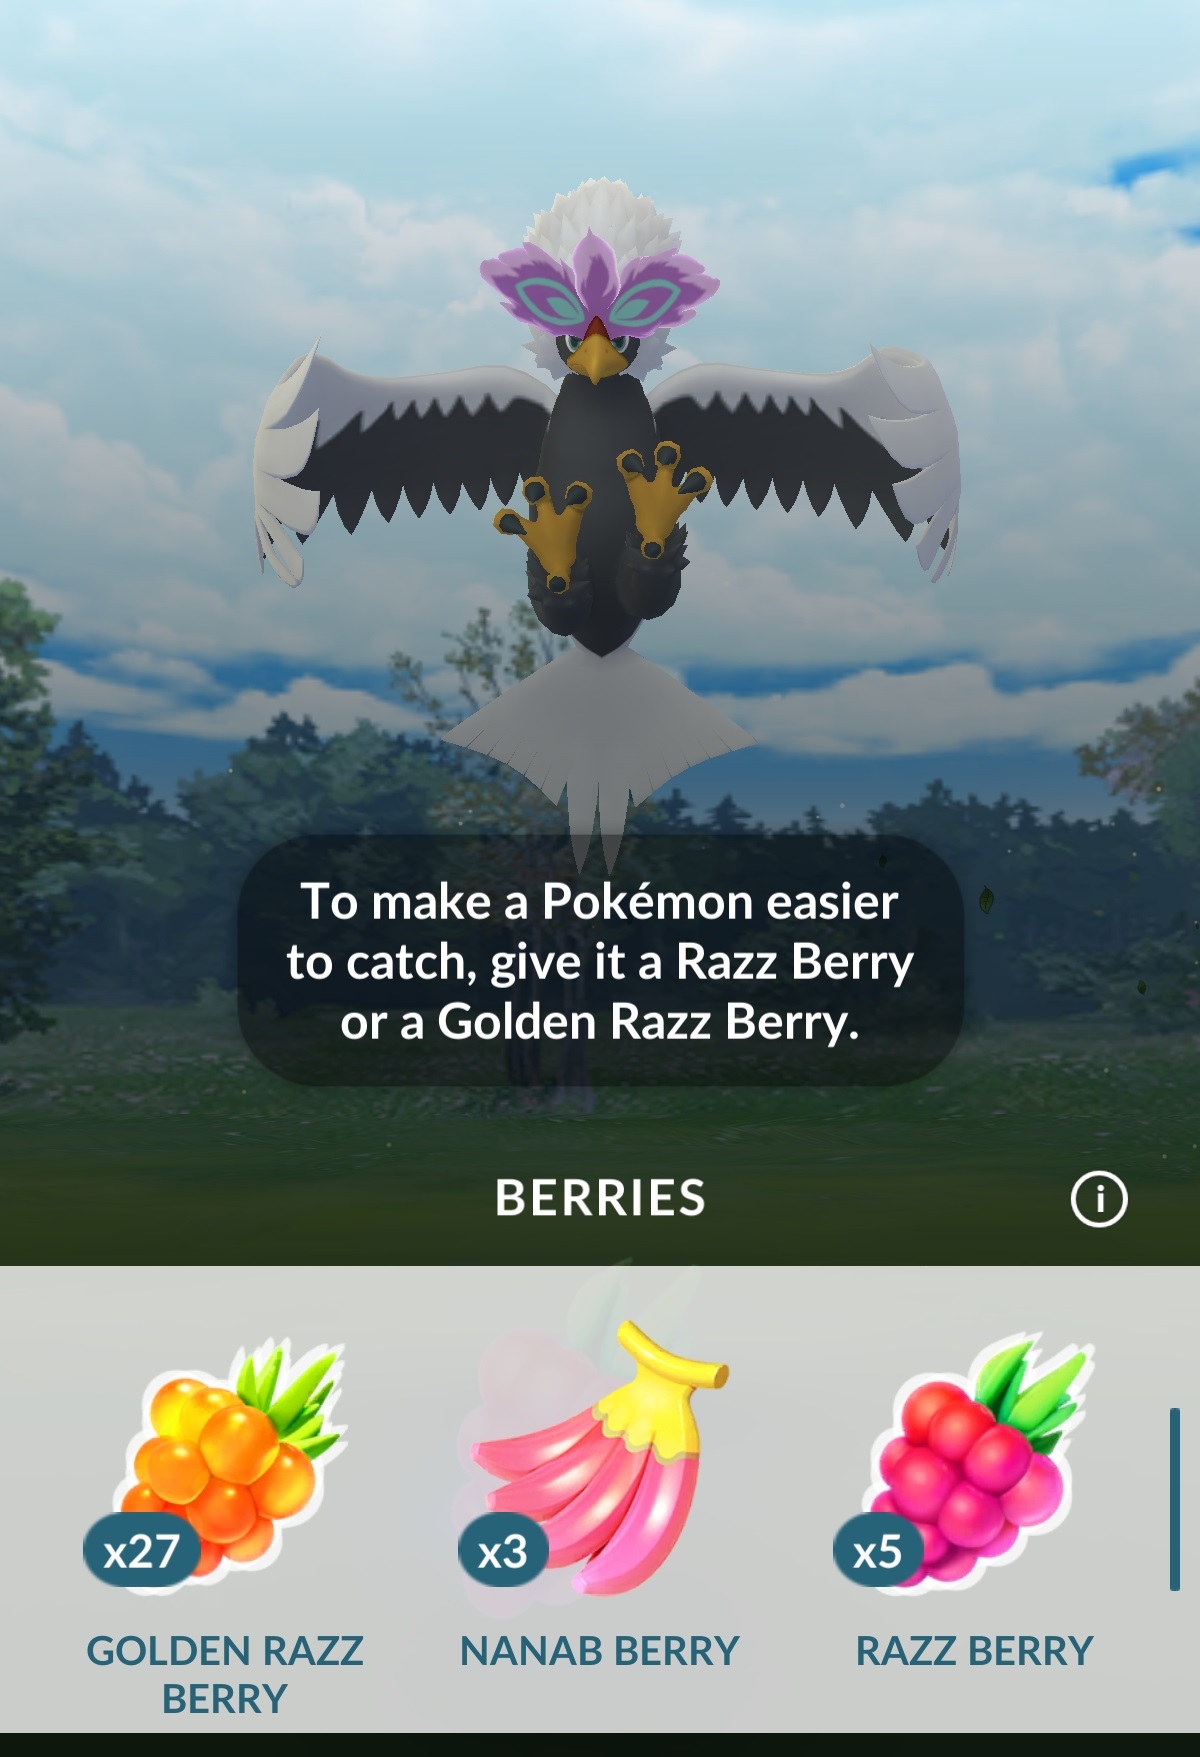 To make a Pokémon easier
to catch, give it a Razz Berry
or a Golden Razz Berry.
BERRIES
i
x27
x3
x5
GOLDEN RAZZ
BERRY
NANAB BERRY
RAZZ BERRY